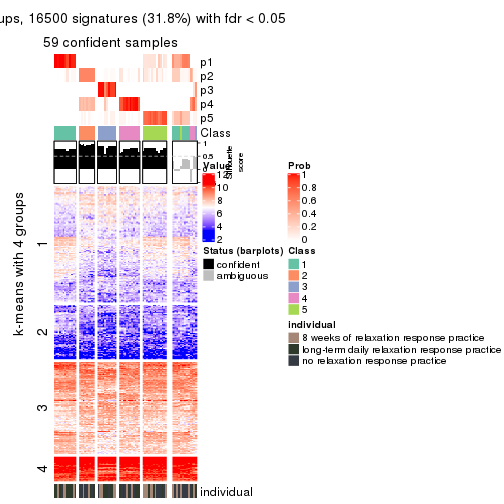 ups, 16500 signatures (31.8%) with fdr < 0.05
59 confident samples
p1
p2
p3
p4
p5
Class
1
0.5
0
Silhouette
score
k-means with 4 groups
1
2
3
4
Value
12
10
8
6
4
2
Prob
1
0.8
0.6
0.4
0.2
0
Status (barplots)
confident
ambiguous
Class
1
2
3
4
5
individual
8 weeks of relaxation response practice
long-term daily relaxation response practice
no relaxation response practice
individual